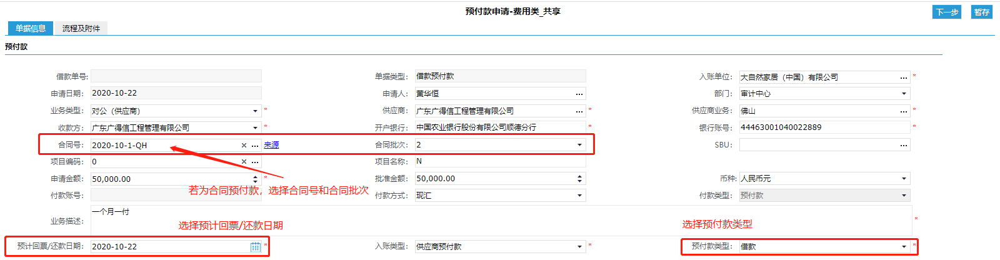 预付款申请-费用类_共享
下一步 暂存
单据信息 流程及附件
预付款
借款单号: 单据类型: 借款预付款 入账单位: 大自然家居（中国）有限公司 ... *
申请日期: 2020-10-22 申请人: 黄华恒 ... 部门: 审计中心
业务类型: 对公（供应商） * 供应商: 广东广得信工程管理有限公司 ... * 供应商业务: 佛山 ... *
收款方: 广东广得信工程管理有限公司 * 开户银行: 中国农业银行股份有限公司顺德分行 * 银行账号: 44463001040022889 *
合同号: 2020-10-1-QH × ... 来源 合同批次: 2 SBU: ...
项目编码: 0 × ... 项目名称: N
申请金额: 50,000.00 * 批准金额: 50,000.00 币种: 人民币元
若为合同预付款，选择合同号和合同批次
付款账号: 付款方式: 现汇 付款类型: 预付款
业务描述: 一个月一付 *
选择预计回票/还款日期 选择预付款类型
预计回票/还款日期: 2020-10-22 * 入账类型: 供应商预付款 * 预付款类型: 借款 *